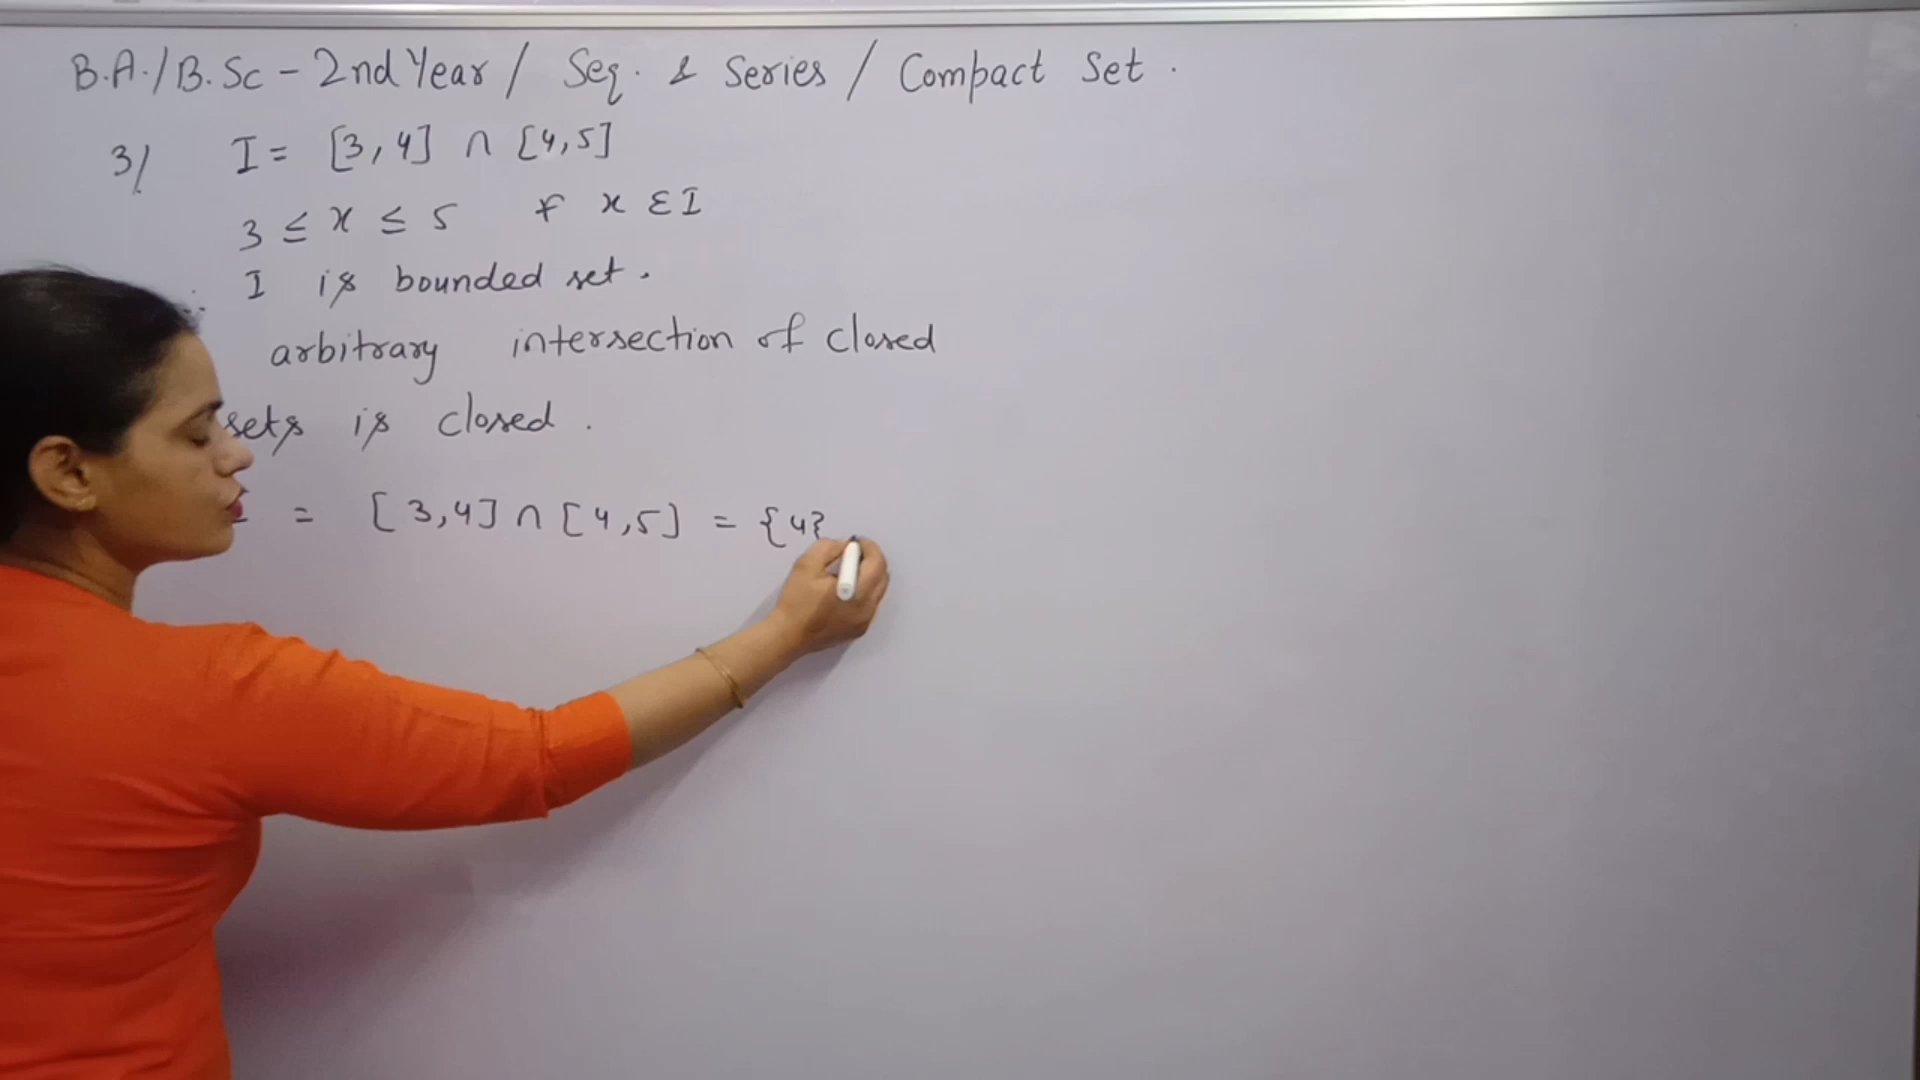 B.A./B.Sc - 2nd Year / Seq. & Series / Compact Set.
3/ I = [3,4] ∩ [4,5]
3 ≤ x ≤ 5 ∀ x ε I
∴ I is bounded set.
arbitrary intersection of closed
sets is closed.
= [3,4] ∩ [4,5] = {4}